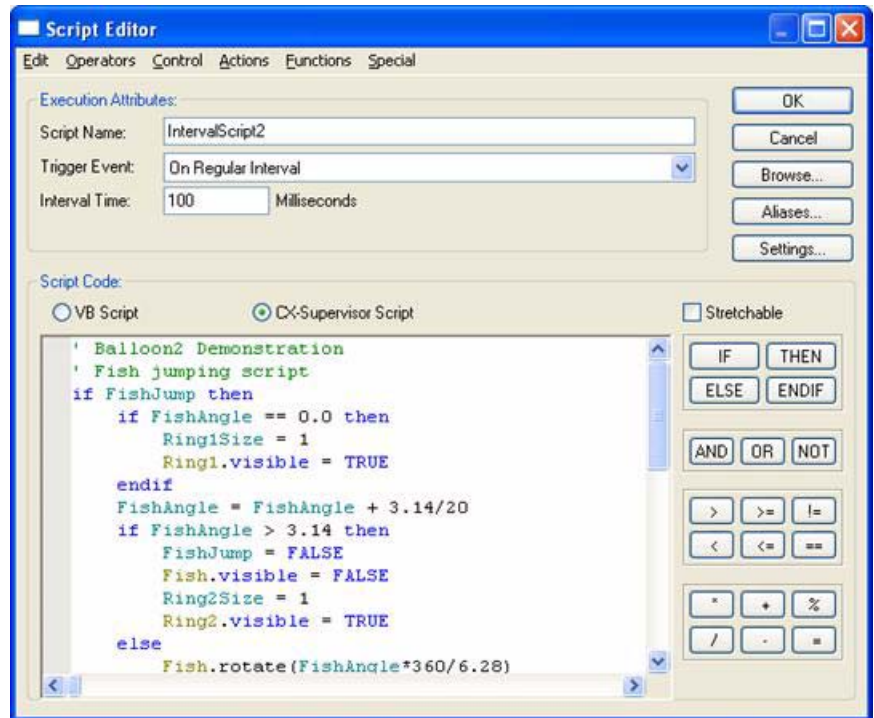 Script Editor
Edit Operators Control Actions Functions Special
Execution Attributes:
Script Name: IntervalScript2
Trigger Event: On Regular Interval
Interval Time: 100 Milliseconds
OK
Cancel
Browse...
Aliases...
Settings...
Script Code:
VB Script CX-Supervisor Script Stretchable
' Balloon2 Demonstration
' Fish jumping script
if FishJump then
if FishAngle == 0.0 then
Ring1Size = 1
Ring1.visible = TRUE
endif
FishAngle = FishAngle + 3.14/20
if FishAngle > 3.14 then
FishJump = FALSE
Fish.visible = FALSE
Ring2Size = 1
Ring2.visible = TRUE
else
Fish.rotate(FishAngle*360/6.28)
IF THEN
ELSE ENDIF
AND OR NOT
> >= !=
< <= ==
* + %
/ - =